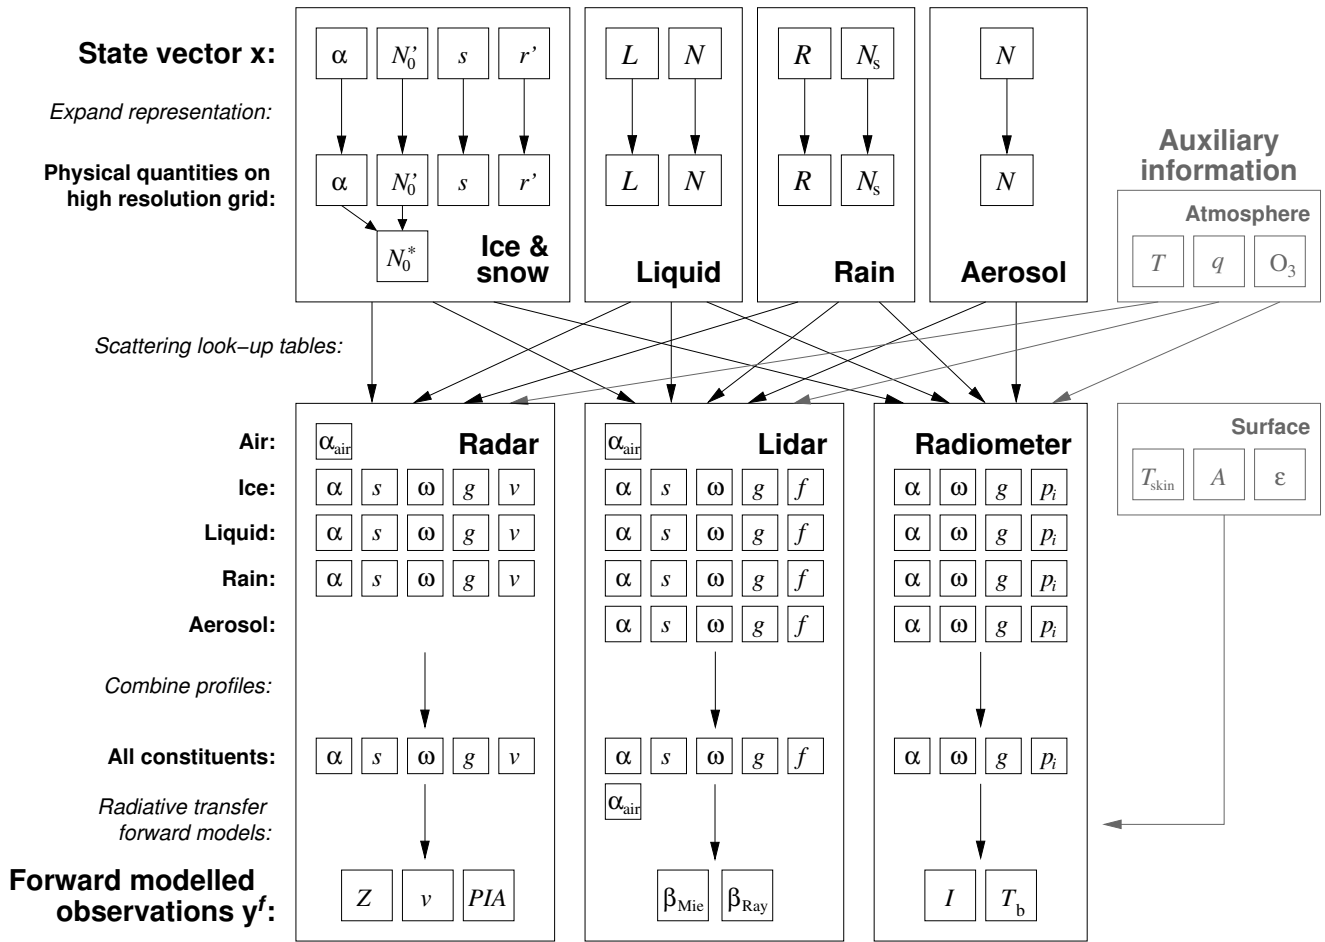 State vector x: α N₀’ s r’ L N R Nₛ N
Expand representation:
Auxiliary
information
Physical quantities on
high resolution grid: α N₀’ s r’ L N R Nₛ N
Atmosphere
N₀* Ice &
snow Liquid Rain Aerosol
T q O₃
Scattering look–up tables:
Air: α_air Radar α_air Lidar Radiometer
Surface
Ice: α s ω g v α s ω g f α ω g pᵢ
T_skin A ε
Liquid: α s ω g v α s ω g f α ω g pᵢ
Rain: α s ω g v α s ω g f α ω g pᵢ
Aerosol: α s ω g f α ω g pᵢ
Combine profiles:
All constituents: α s ω g v α s ω g f α ω g pᵢ
α_air
Radiative transfer
forward models:
Forward modelled
observations yᶠ: Z v PIA β_Mie β_Ray I T_b